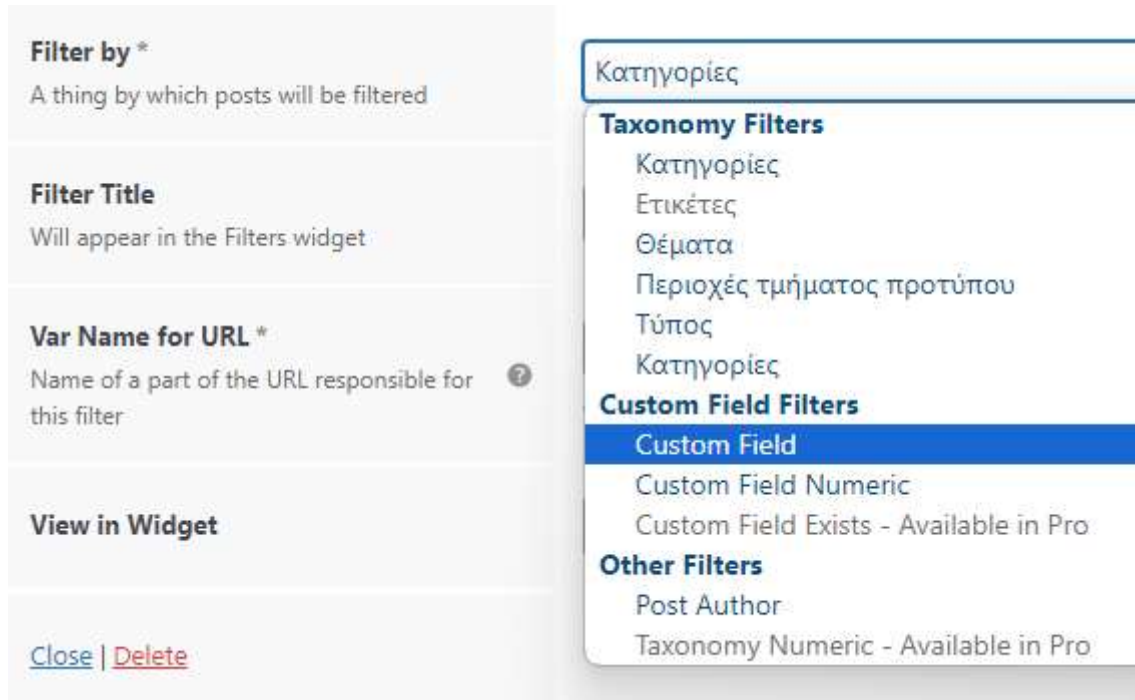 Filter by *
A thing by which posts will be filtered
Κατηγορίες
Taxonomy Filters
Κατηγορίες
Ετικέτες
Θέματα
Περιοχές τμήματος προτύπου
Τύπος
Κατηγορίες
Custom Field Filters
Custom Field
Custom Field Numeric
Custom Field Exists - Available in Pro
Other Filters
Post Author
Taxonomy Numeric - Available in Pro
Filter Title
Will appear in the Filters widget
Var Name for URL *
Name of a part of the URL responsible for
this filter
?
View in Widget
Close | Delete